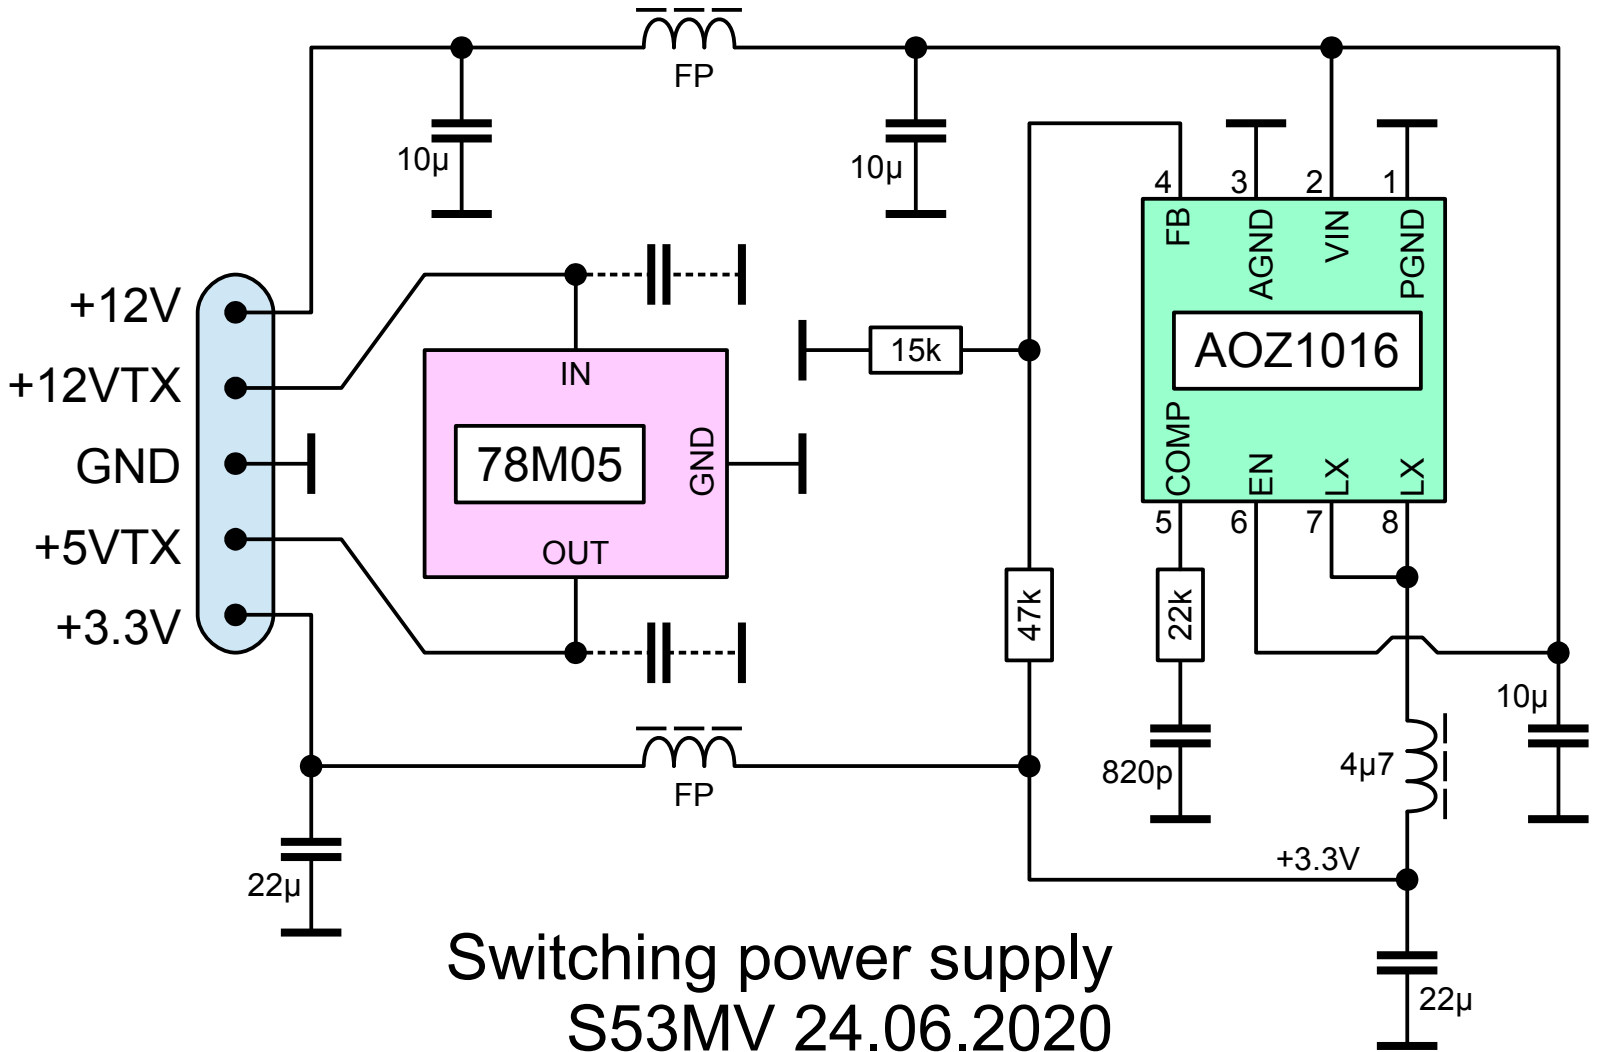 FP
10µ
10µ
4
3
2
1
FB
AGND
VIN
PGND
+12V
15k
AOZ1016
+12VTX
IN
GND
78M05
GND
COMP
EN
LX
LX
5
6
7
8
+5VTX
OUT
+3.3V
47k
22k
10µ
FP
820p
4µ7
+3.3V
22µ
Switching power supply
22µ
S53MV 24.06.2020